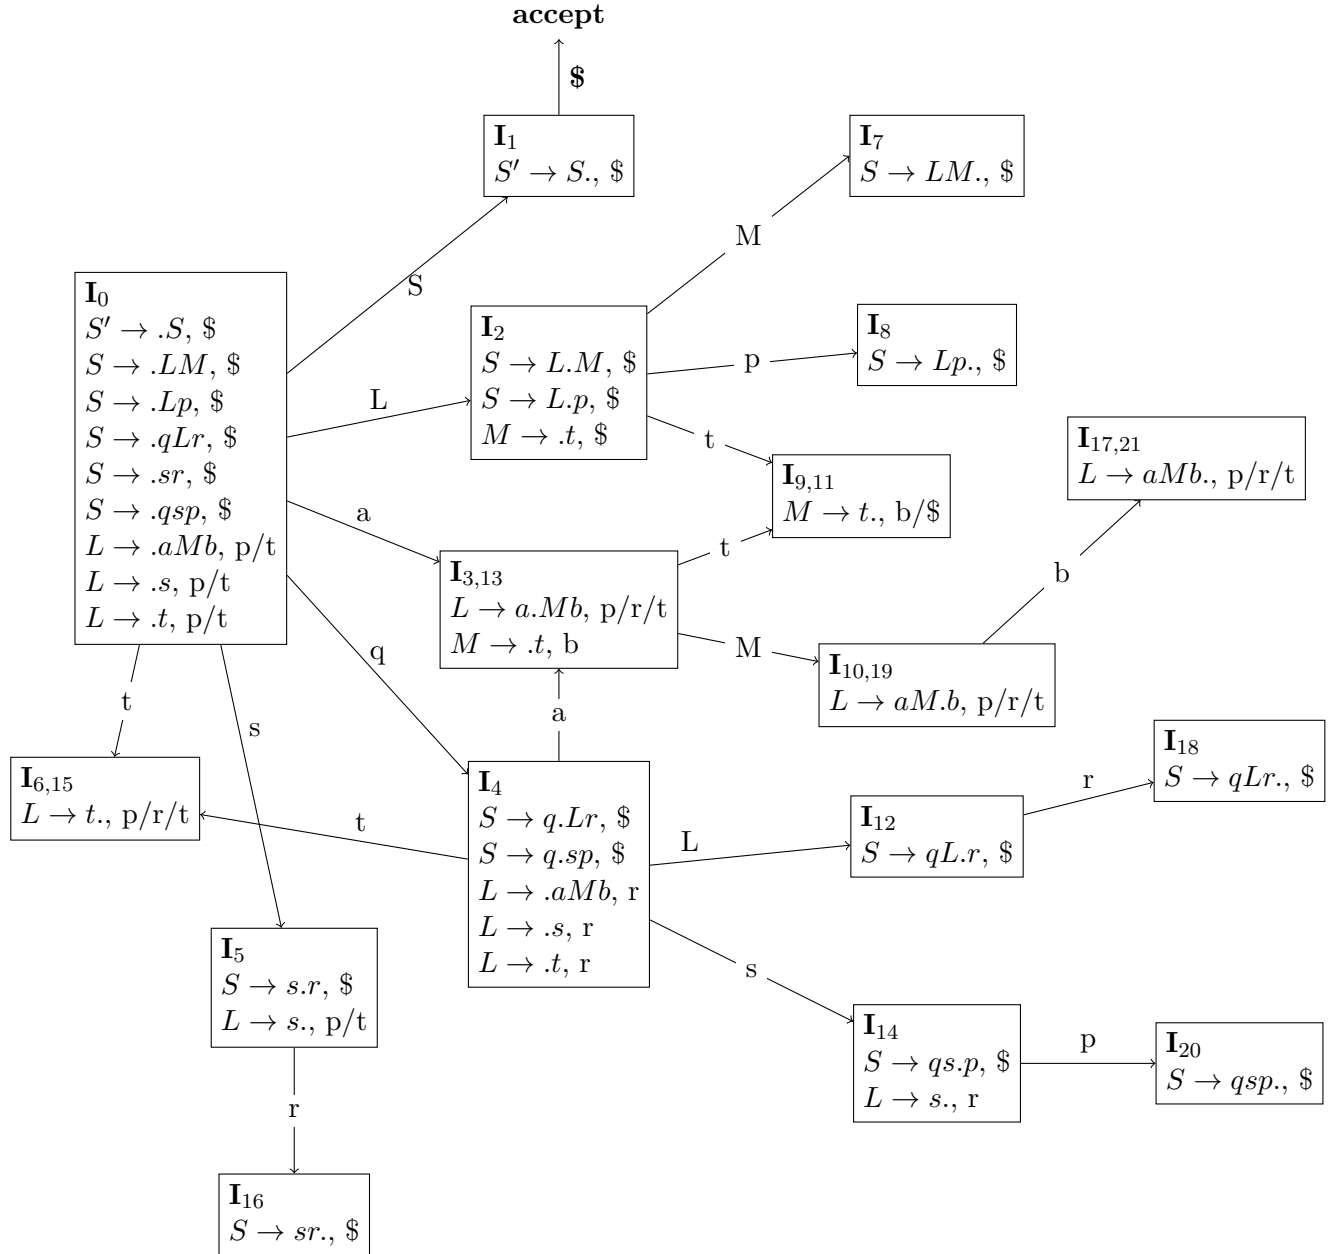 accept
$
I1
S′ → S., $
I7
S → LM., $
M
S
I0
S′ → .S, $
S → .LM, $
S → .Lp, $
S → .qLr, $
S → .sr, $
S → .qsp, $
L → .aMb, p/t
L → .s, p/t
L → .t, p/t
L
I2
S → L.M, $
S → L.p, $
M → .t, $
p
I8
S → Lp., $
t
I9,11
M → t., b/$
I17,21
L → aMb., p/r/t
a
t
I3,13
L → a.Mb, p/r/t
M → .t, b
b
M
I10,19
L → aM.b, p/r/t
q
a
t
s
I6,15
L → t., p/r/t
t
I4
S → q.Lr, $
S → q.sp, $
L → .aMb, r
L → .s, r
L → .t, r
L
I12
S → qL.r, $
r
I18
S → qLr., $
s
I5
S → s.r, $
L → s., p/t
I14
S → qs.p, $
L → s., r
p
I20
S → qsp., $
r
I16
S → sr., $